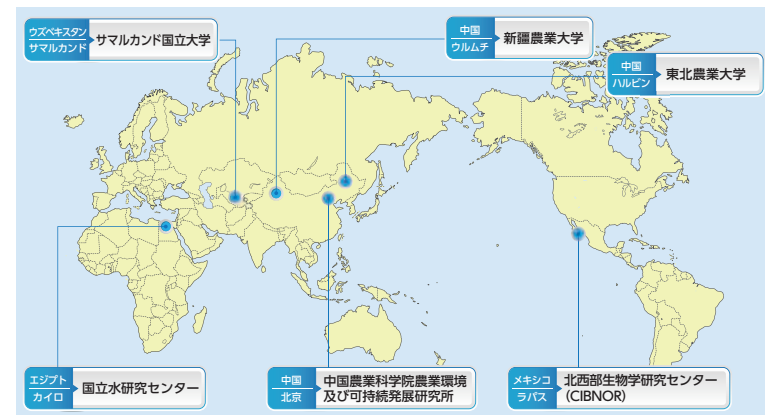 ウズベキスタン
サマルカンド
サマルカンド国立大学
中国
ウルムチ
新疆農業大学
中国
ハルビン
東北農業大学
エジプト
カイロ
国立水研究センター
中国
北京
中国農業科学院農業環境
及び可持続発展研究所
メキシコ
ラパス
北西部生物学研究センター
(CIBNOR)